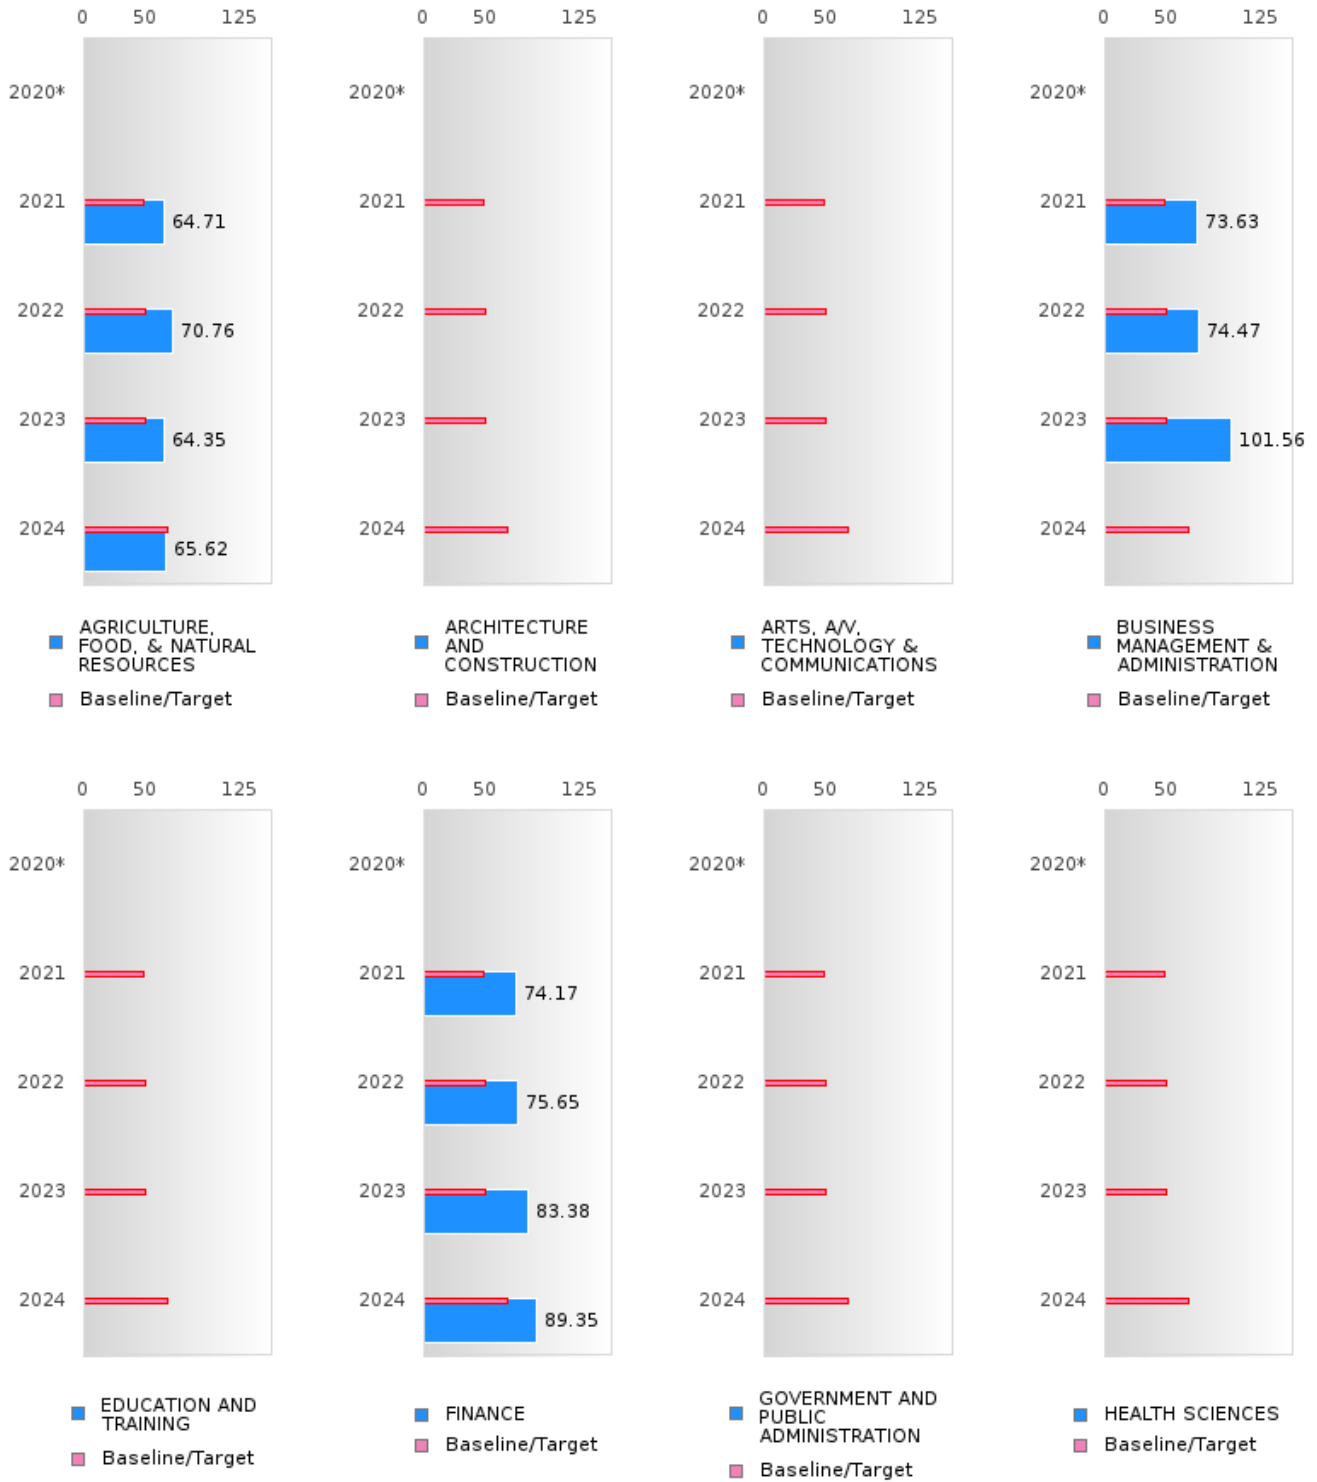 0 50 125
2020*
2021
64.71
2022
70.76
2023
64.35
2024
65.62
AGRICULTURE,
FOOD, & NATURAL
RESOURCES
Baseline/Target
0 50 125
2020*
2021
2022
2023
2024
ARCHITECTURE
AND
CONSTRUCTION
Baseline/Target
0 50 125
2020*
2021
2022
2023
2024
ARTS, A/V,
TECHNOLOGY &
COMMUNICATIONS
Baseline/Target
0 50 125
2020*
2021
73.63
2022
74.47
2023
101.56
2024
BUSINESS
MANAGEMENT &
ADMINISTRATION
Baseline/Target
0 50 125
2020*
2021
2022
2023
2024
EDUCATION AND
TRAINING
Baseline/Target
0 50 125
2020*
2021
74.17
2022
75.65
2023
83.38
2024
89.35
FINANCE
Baseline/Target
0 50 125
2020*
2021
2022
2023
2024
GOVERNMENT AND
PUBLIC
ADMINISTRATION
Baseline/Target
0 50 125
2020*
2021
2022
2023
2024
HEALTH SCIENCES
Baseline/Target